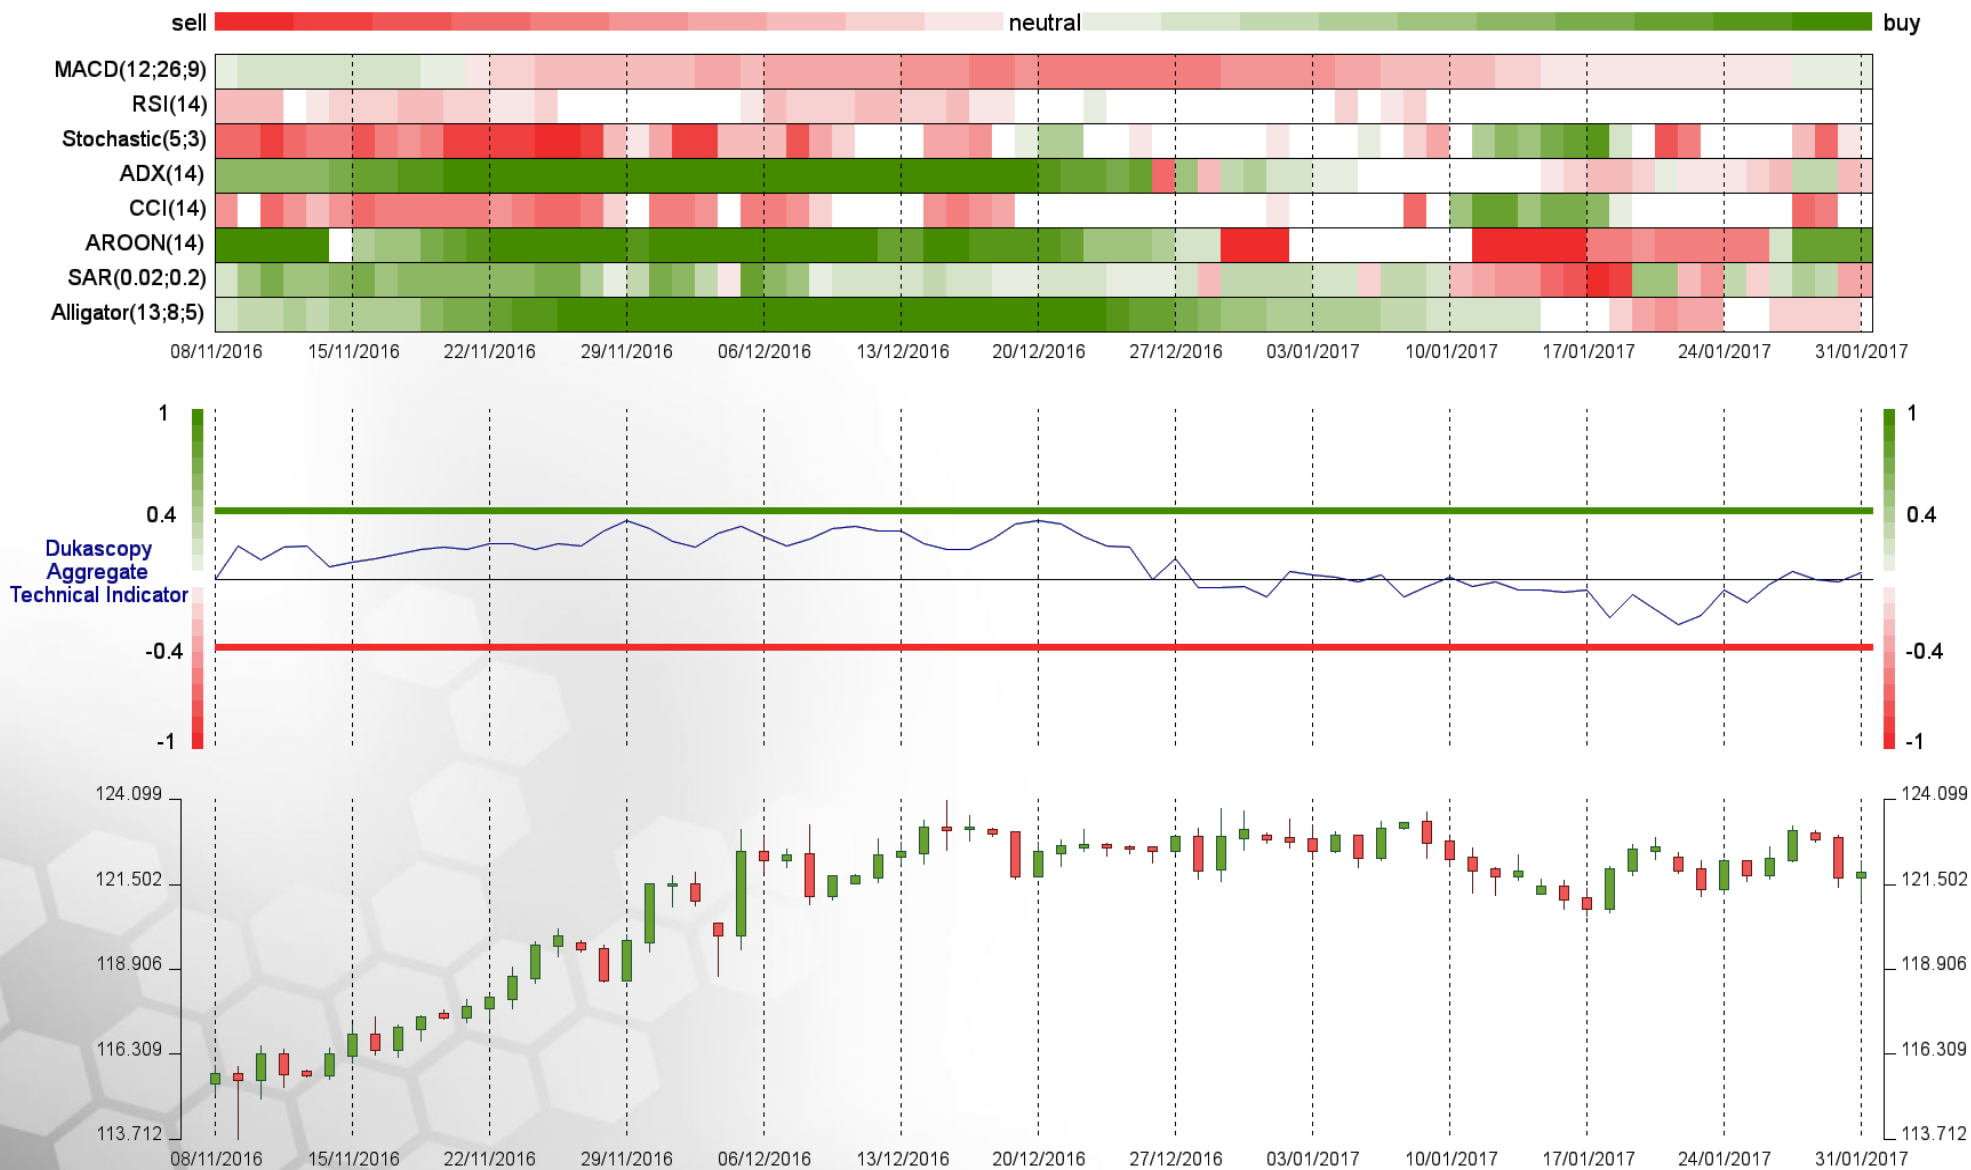 sell neutral buy
MACD(12;26;9)
RSI(14)
Stochastic(5;3)
ADX(14)
CCI(14)
AROON(14)
SAR(0.02;0.2)
Alligator(13;8;5)
08/11/2016 15/11/2016 22/11/2016 29/11/2016 06/12/2016 13/12/2016 20/12/2016 27/12/2016 03/01/2017 10/01/2017 17/01/2017 24/01/2017 31/01/2017
1 1
0.4 0.4
Dukascopy
Aggregate
Technical Indicator
-0.4 -0.4
-1 -1
124.099 124.099
121.502 121.502
118.906 118.906
116.309 116.309
113.712 113.712
08/11/2016 15/11/2016 22/11/2016 29/11/2016 06/12/2016 13/12/2016 20/12/2016 27/12/2016 03/01/2017 10/01/2017 17/01/2017 24/01/2017 31/01/2017